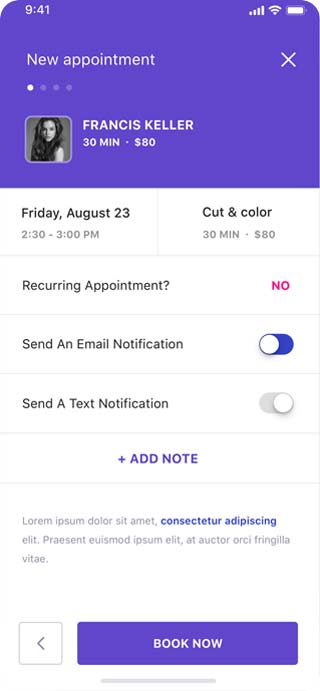 9:41
New appointment
FRANCIS KELLER
30 MIN · $80
Friday, August 23
2:30 - 3:00 PM
Cut & color
30 MIN · $80
Recurring Appointment?
NO
Send An Email Notification
Send A Text Notification
+ ADD NOTE
Lorem ipsum dolor sit amet, consectetur adipiscing
elit. Praesent euismod ipsum elit, at auctor orci fringilla
vitae.
BOOK NOW